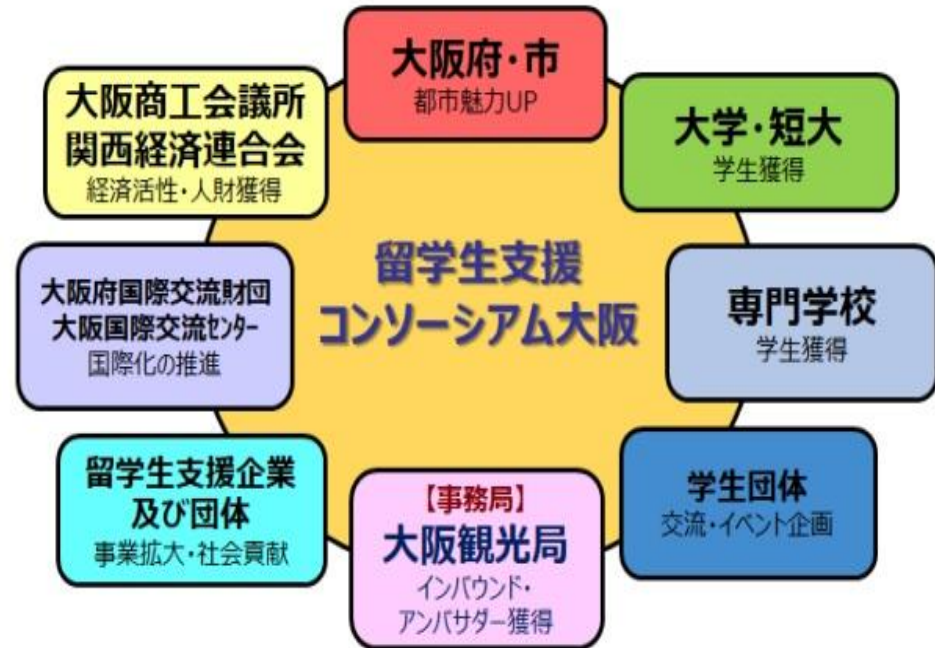 大阪府・市
都市魅力UP
大阪商工会議所
関西経済連合会
経済活性・人財獲得
大学・短大
学生獲得
留学生支援
コンソーシアム大阪
大阪府国際交流財団
大阪国際交流センター
国際化の推進
専門学校
学生獲得
留学生支援企業
及び団体
事業拡大・社会貢献
【事務局】
大阪観光局
インバウンド・
アンバサダー獲得
学生団体
交流・イベント企画